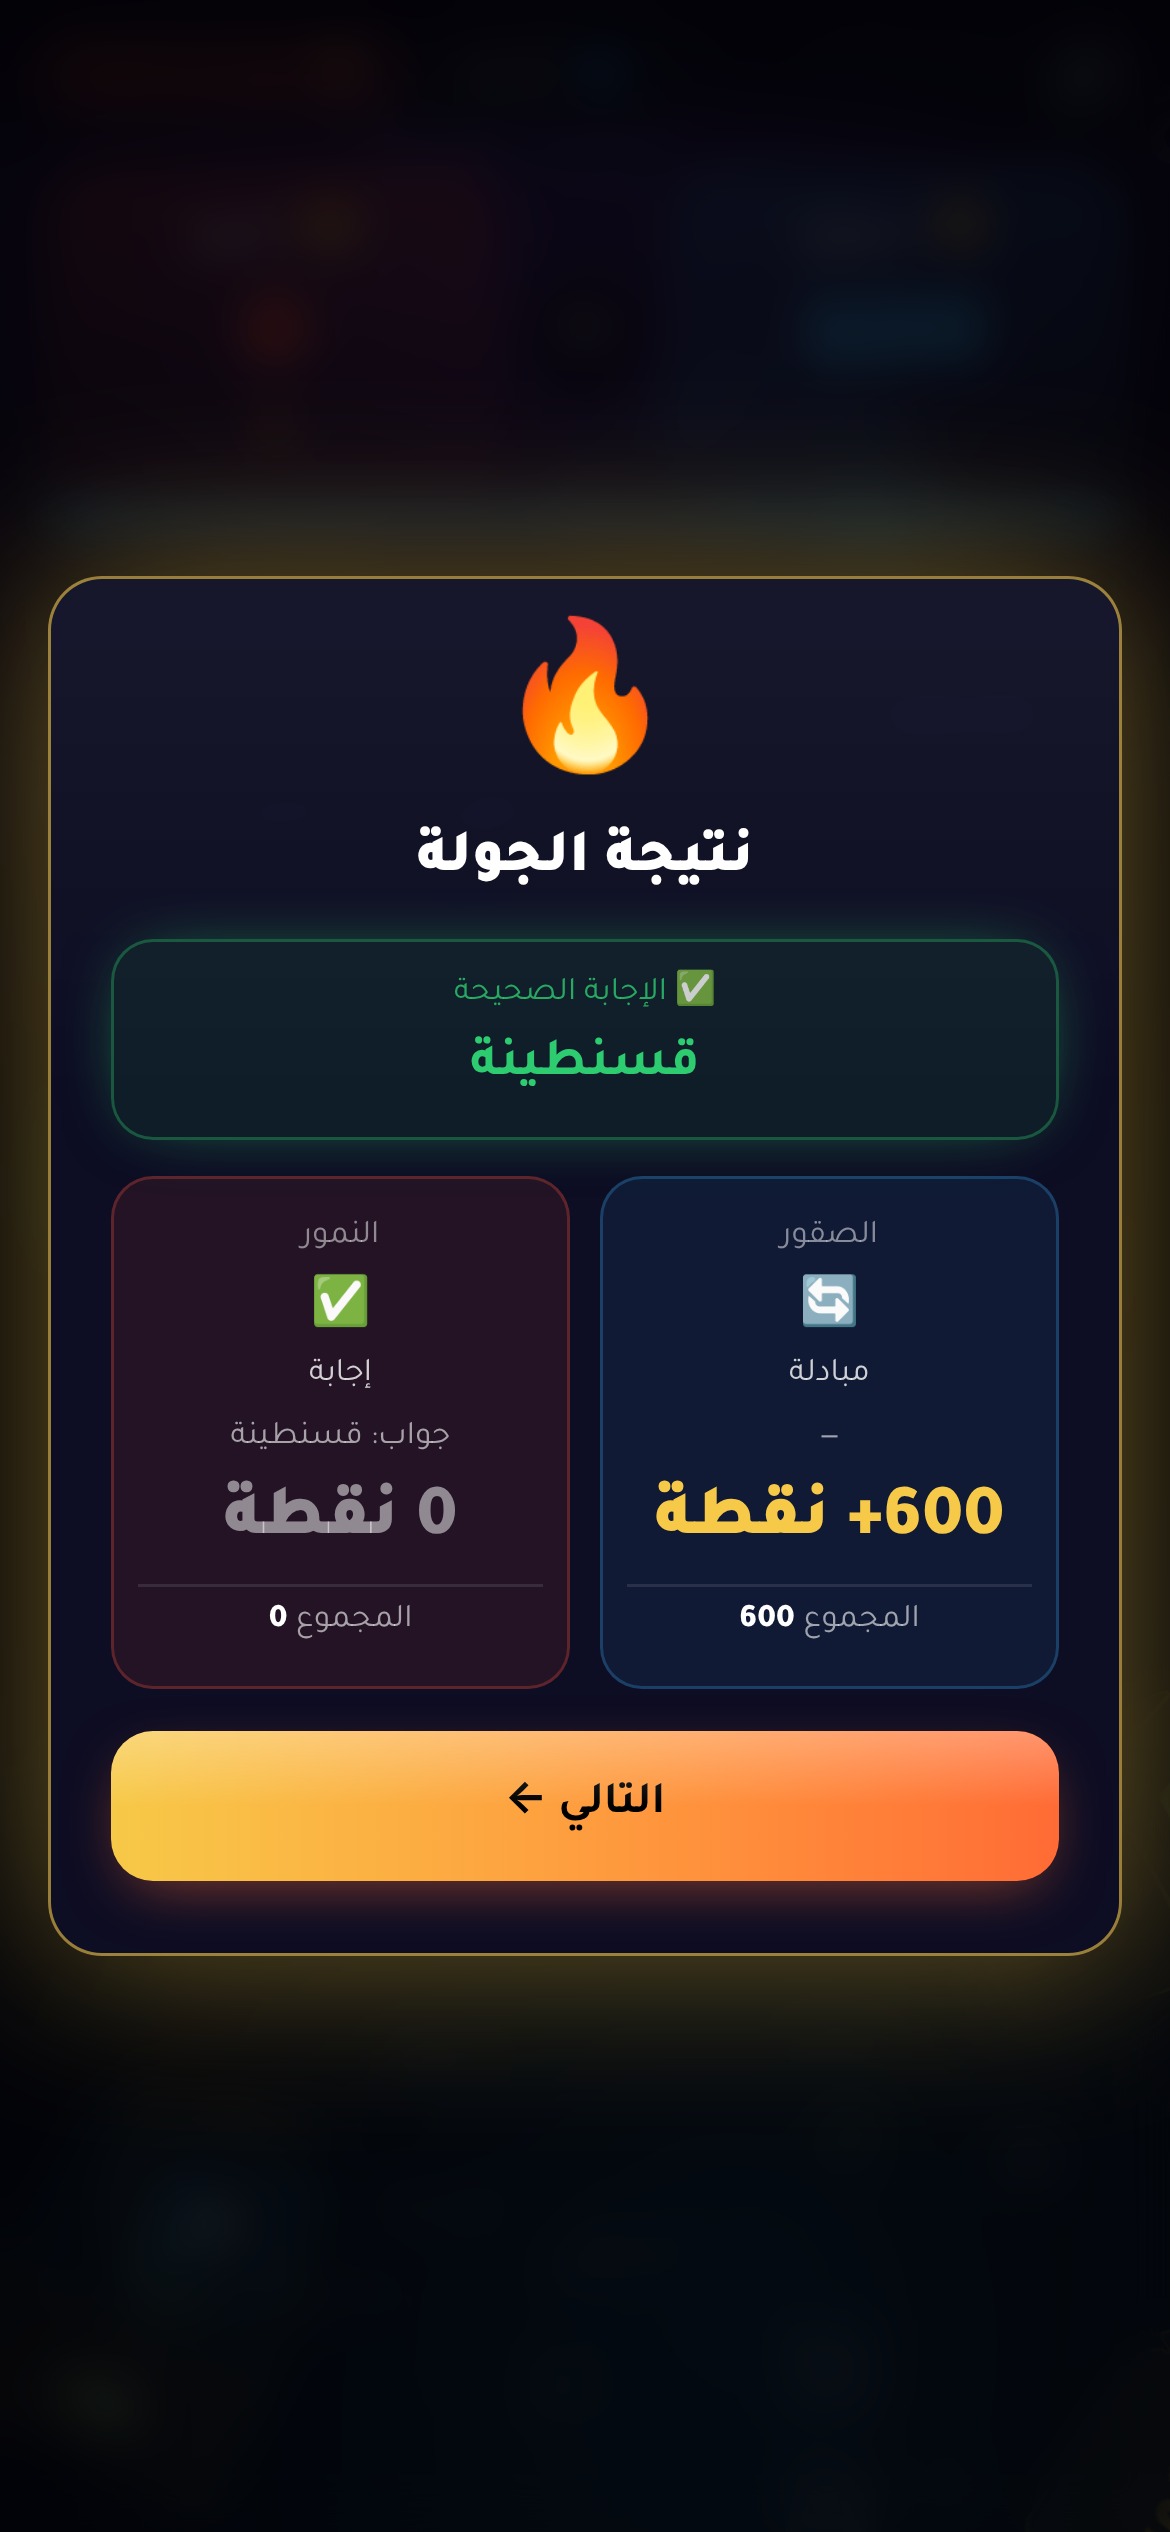 نتيجة الجولة
✅ الإجابة الصحيحة
قسنطينة
الصقور
مبادلة
–
600+ نقطة
المجموع 600
النمور
إجابة
جواب: قسنطينة
0 نقطة
المجموع 0
التالي ←